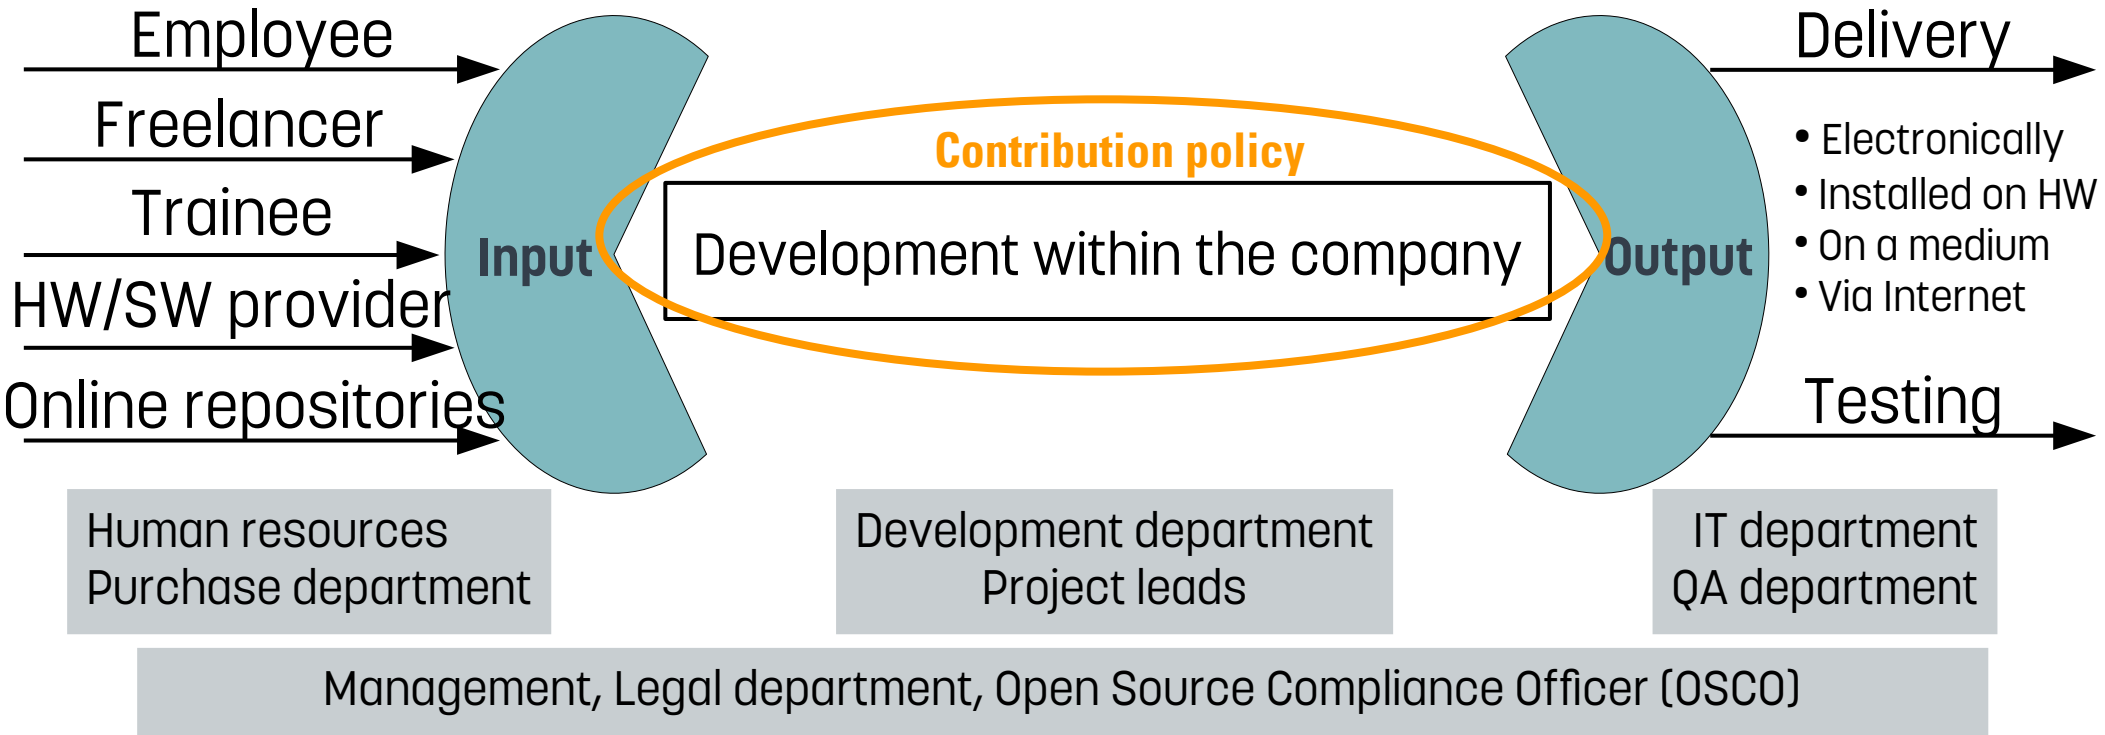 Employee
Freelancer
Trainee
HW/SW provider
Online repositories
Input
Contribution policy
Development within the company
Output
Delivery
• Electronically
• Installed on HW
• On a medium
• Via Internet
Testing
Human resources
Purchase department
Development department
Project leads
IT department
QA department
Management, Legal department, Open Source Compliance Officer (OSCO)